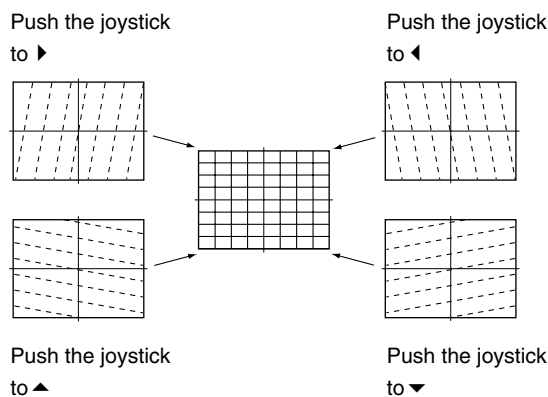 Push the joystick
to ▶
Push the joystick
to ◀
Push the joystick
to ▲
Push the joystick
to ▼